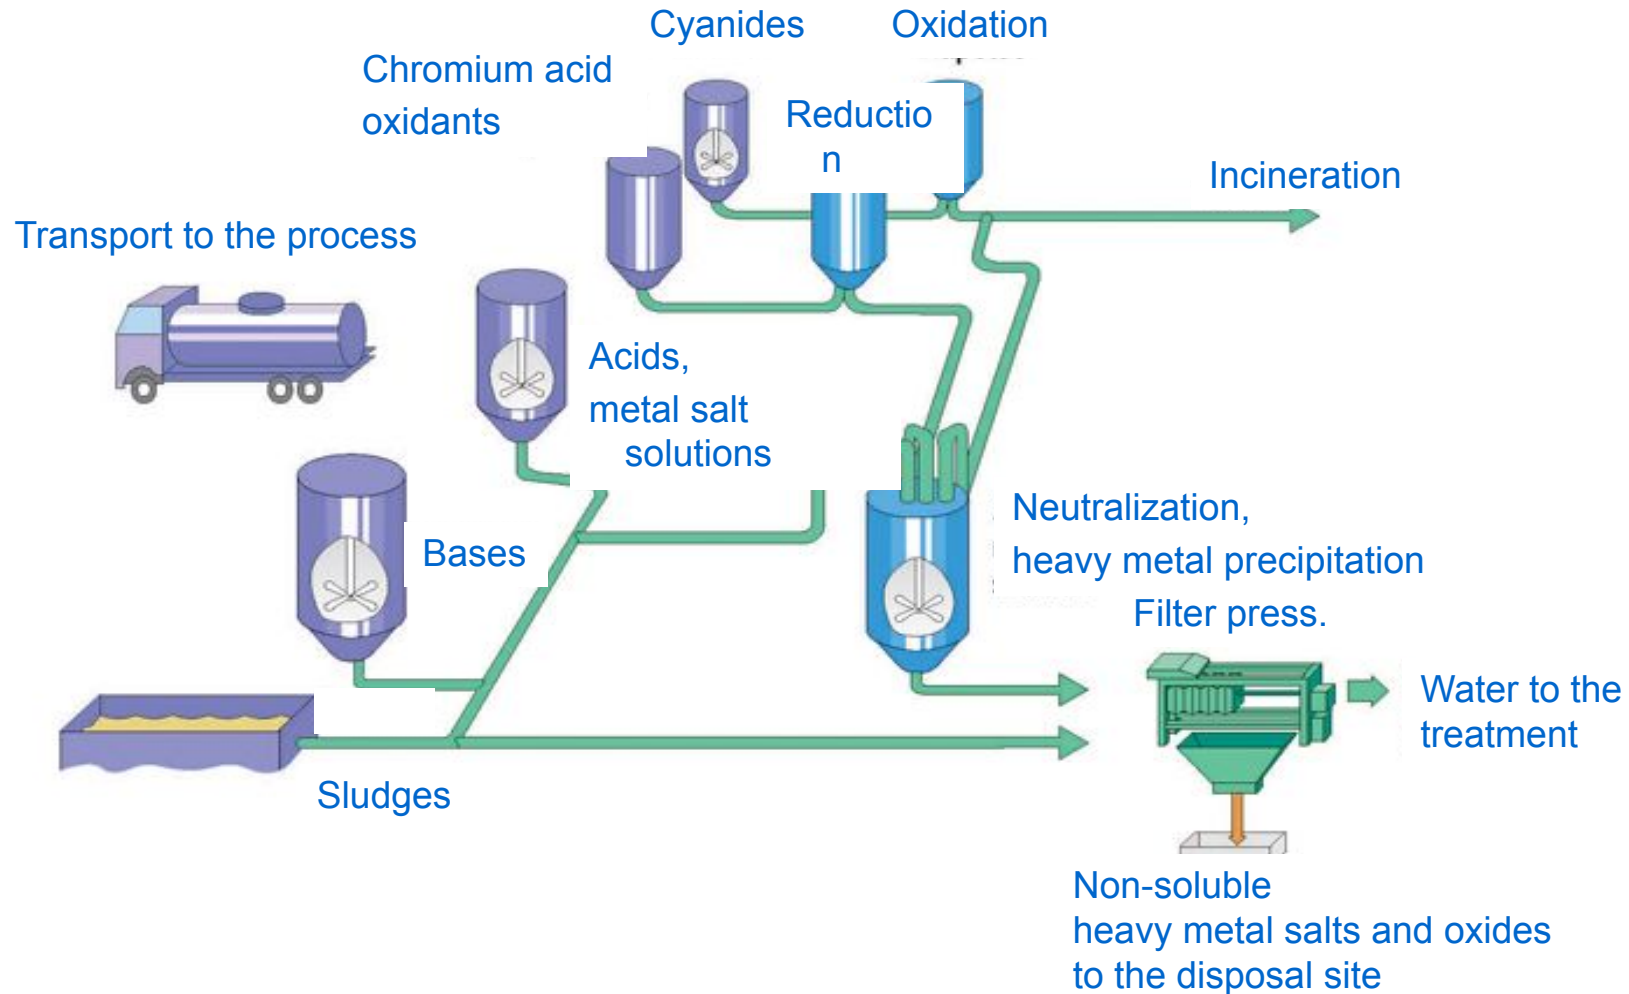 Cyanides
Oxidation
Chromium acid
oxidants
Reductio
n
Incineration
Transport to the process
Acids,
metal salt
solutions
Neutralization,
heavy metal precipitation
Filter press.
Bases
Water to the
treatment
Sludges
Non-soluble
heavy metal salts and oxides
to the disposal site